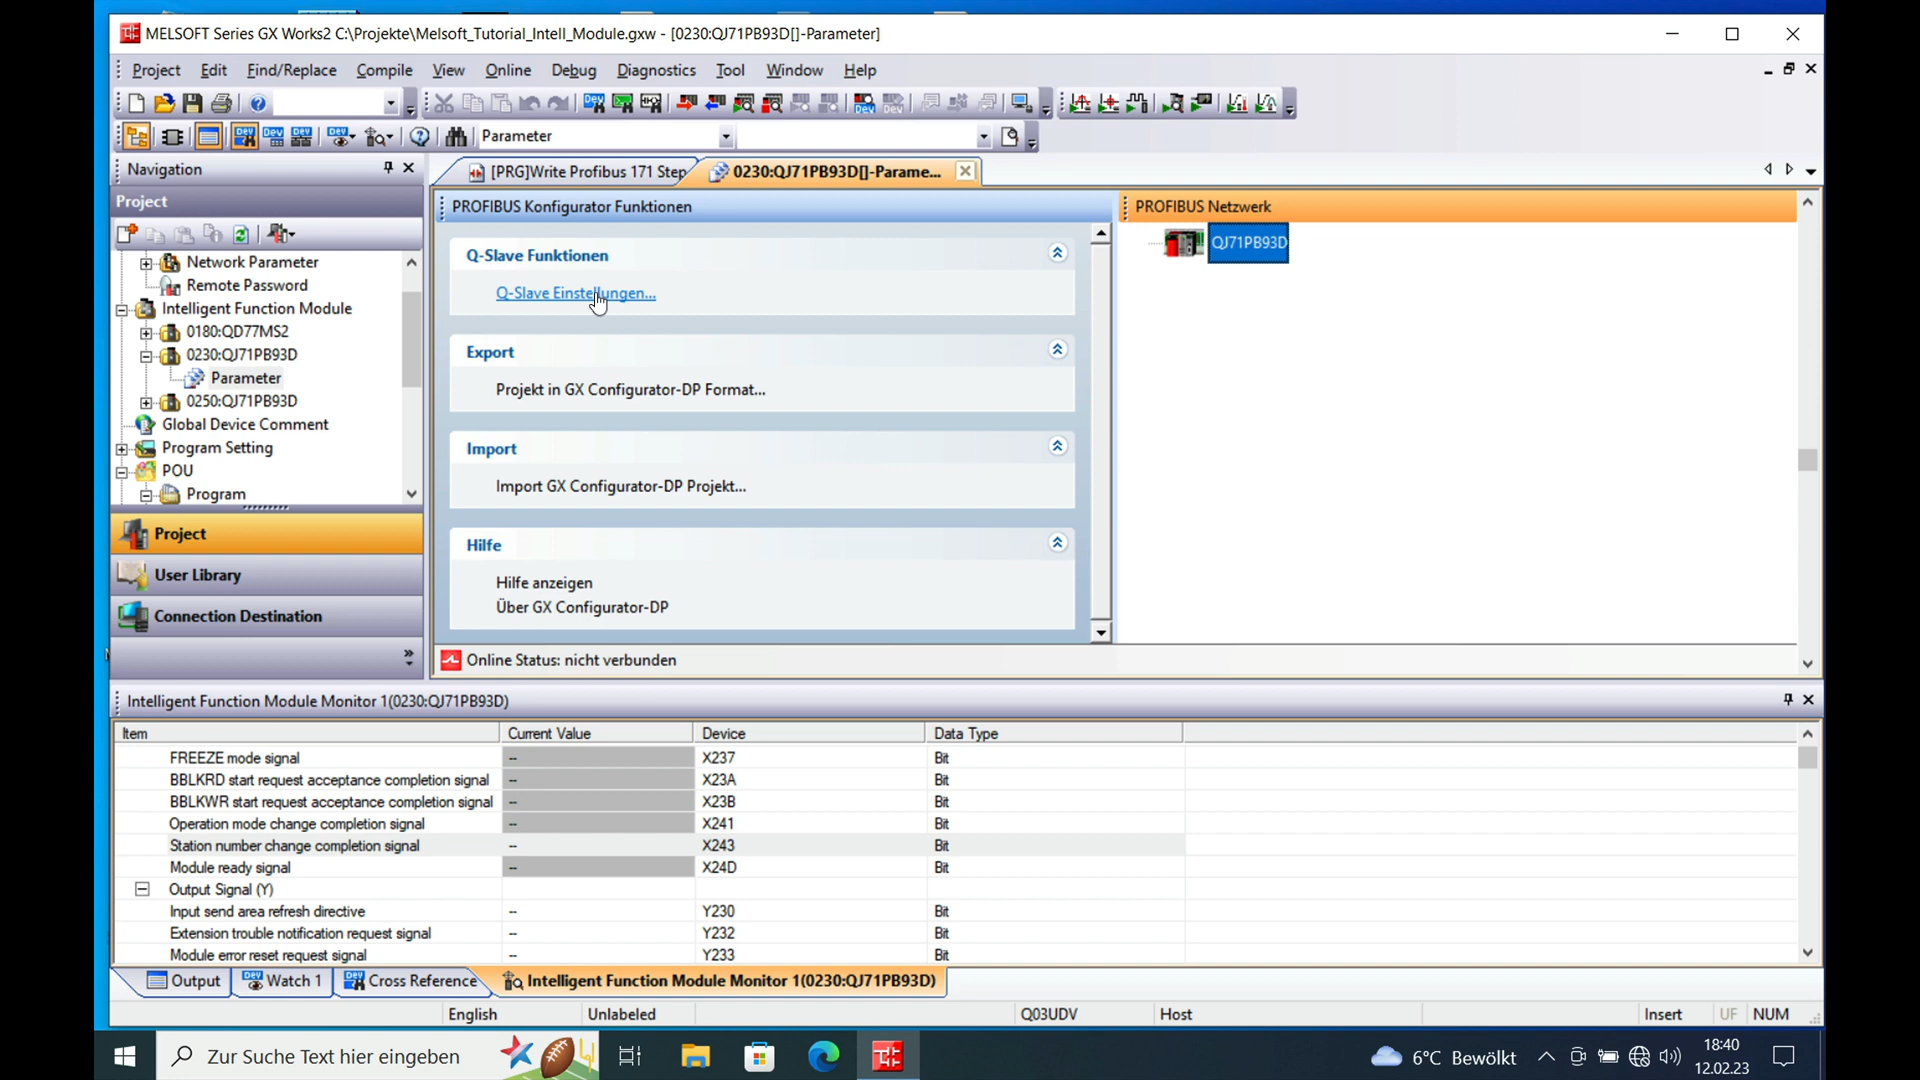 MELSOFT Series GX Works2 C:\Projekte\Melsoft_Tutorial_Intell_Module.gxw - [0230:QJ71PB93D[]-Parameter]
Project Edit Find/Replace Compile View Online Debug Diagnostics Tool Window Help
Parameter
Navigation
[PRG]Write Profibus 171 Step
0230:QJ71PB93D[]-Parame...
Project
Network Parameter
Remote Password
Intelligent Function Module
0180:QD77MS2
0230:QJ71PB93D
Parameter
0250:QJ71PB93D
Global Device Comment
Program Setting
POU
Program
Project
User Library
Connection Destination
PROFIBUS Konfigurator Funktionen
Q-Slave Funktionen
Q-Slave Einstellungen...
Export
Projekt in GX Configurator-DP Format...
Import
Import GX Configurator-DP Projekt...
Hilfe
Hilfe anzeigen
Über GX Configurator-DP
PROFIBUS Netzwerk
QJ71PB93D
Online Status: nicht verbunden
Intelligent Function Module Monitor 1(0230:QJ71PB93D)
Item Current Value Device Data Type
FREEZE mode signal -- X237 Bit
BBLKRD start request acceptance completion signal -- X23A Bit
BBLKWR start request acceptance completion signal -- X23B Bit
Operation mode change completion signal -- X241 Bit
Station number change completion signal -- X243 Bit
Module ready signal -- X24D Bit
Output Signal (Y)
Input send area refresh directive -- Y230 Bit
Extension trouble notification request signal -- Y232 Bit
Module error reset request signal -- Y233 Bit
Output Watch 1 Cross Reference Intelligent Function Module Monitor 1(0230:QJ71PB93D)
English Unlabeled Q03UDV Host Insert UF NUM
Zur Suche Text hier eingeben
6°C Bewölkt
18:40
12.02.23